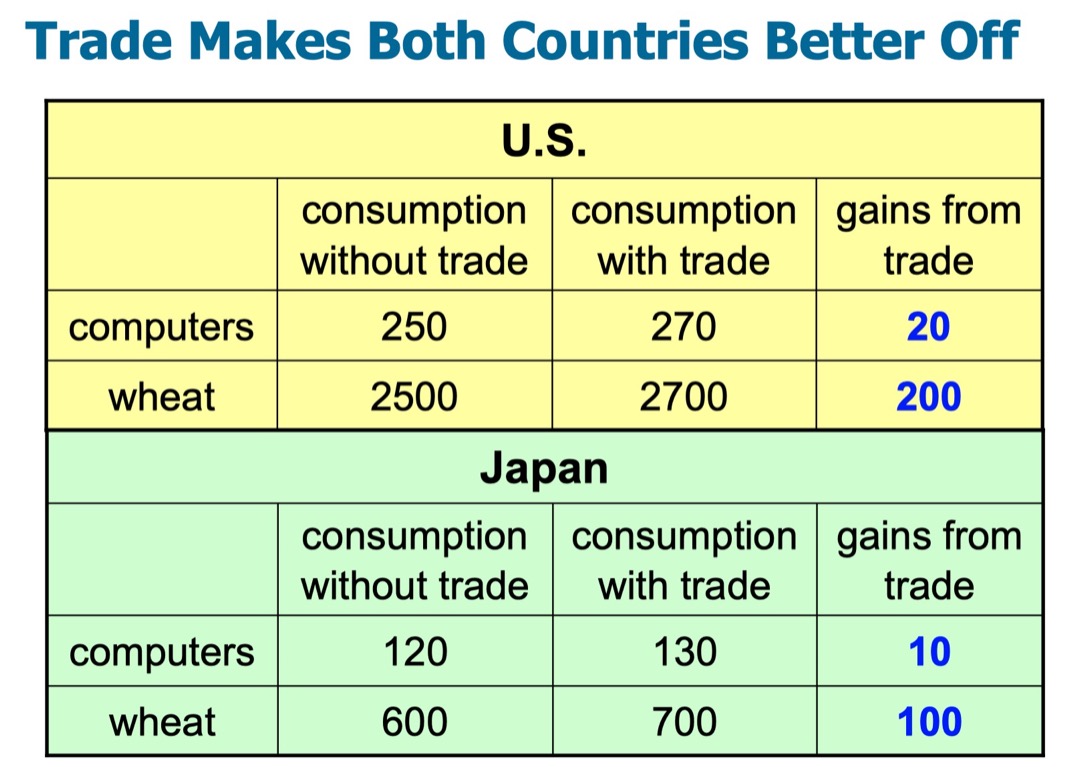 Trade Makes Both Countries Better Off
U.S.
consumption consumption gains from
without trade with trade trade
computers 250 270 20
wheat 2500 2700 200
Japan
consumption consumption gains from
without trade with trade trade
computers 120 130 10
wheat 600 700 100